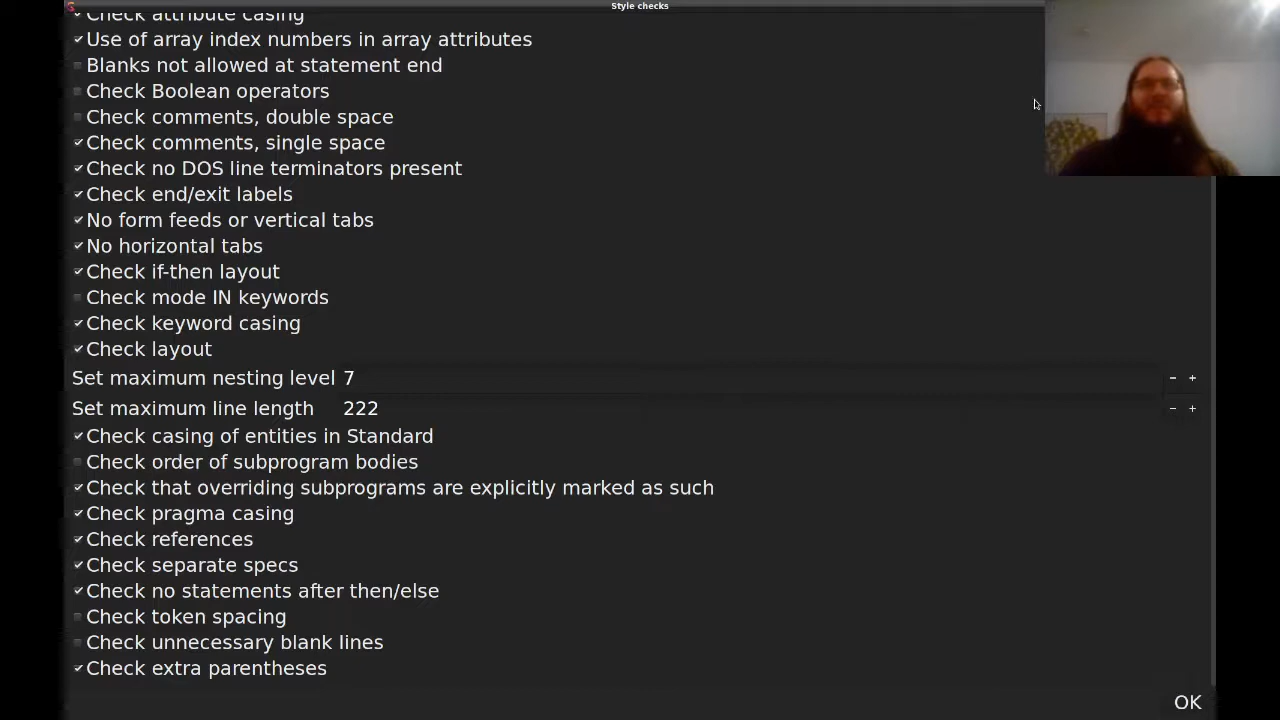 Style checks
Check attribute casing
Use of array index numbers in array attributes
Blanks not allowed at statement end
Check Boolean operators
Check comments, double space
Check comments, single space
Check no DOS line terminators present
Check end/exit labels
No form feeds or vertical tabs
No horizontal tabs
Check if-then layout
Check mode IN keywords
Check keyword casing
Check layout
Set maximum nesting level 7 - +
Set maximum line length 222 - +
Check casing of entities in Standard
Check order of subprogram bodies
Check that overriding subprograms are explicitly marked as such
Check pragma casing
Check references
Check separate specs
Check no statements after then/else
Check token spacing
Check unnecessary blank lines
Check extra parentheses
OK